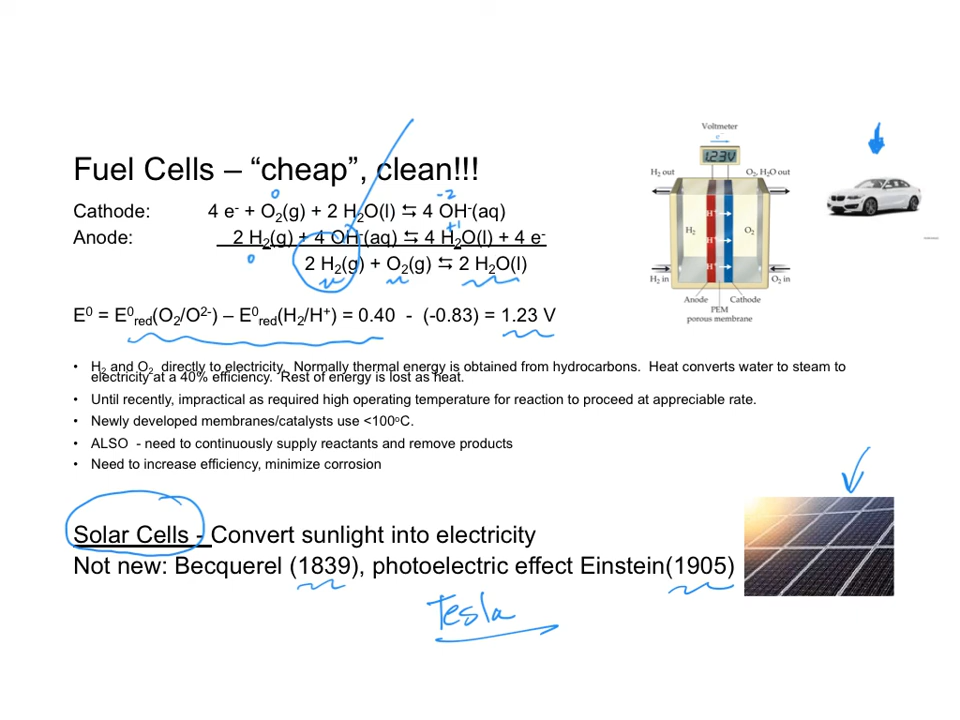 Fuel Cells – “cheap”, clean!!!
0 -2
Cathode: 4 e⁻ + O₂(g) + 2 H₂O(l) ⇆ 4 OH⁻(aq)
+1
Anode: 2 H₂(g) + 4 OH⁻(aq) ⇆ 4 H₂O(l) + 4 e⁻
0
2 H₂(g) + O₂(g) ⇆ 2 H₂O(l)
E⁰ = E⁰red(O₂/O²⁻) – E⁰red(H₂/H⁺) = 0.40 - (-0.83) = 1.23 V
• H₂ and O₂ directly to electricity. Normally thermal energy is obtained from hydrocarbons. Heat converts water to steam to
electricity at a 40% efficiency. Rest of energy is lost as heat.
• Until recently, impractical as required high operating temperature for reaction to proceed at appreciable rate.
• Newly developed membranes/catalysts use <100°C.
• ALSO - need to continuously supply reactants and remove products
• Need to increase efficiency, minimize corrosion
Solar Cells - Convert sunlight into electricity
Not new: Becquerel (1839), photoelectric effect Einstein(1905)
Tesla
Voltmeter
e⁻
1.23V
H₂ out O₂, H₂O out
H⁺
H₂ O₂
H⁺
H⁺
H₂ in O₂ in
Anode Cathode
PEM
porous membrane